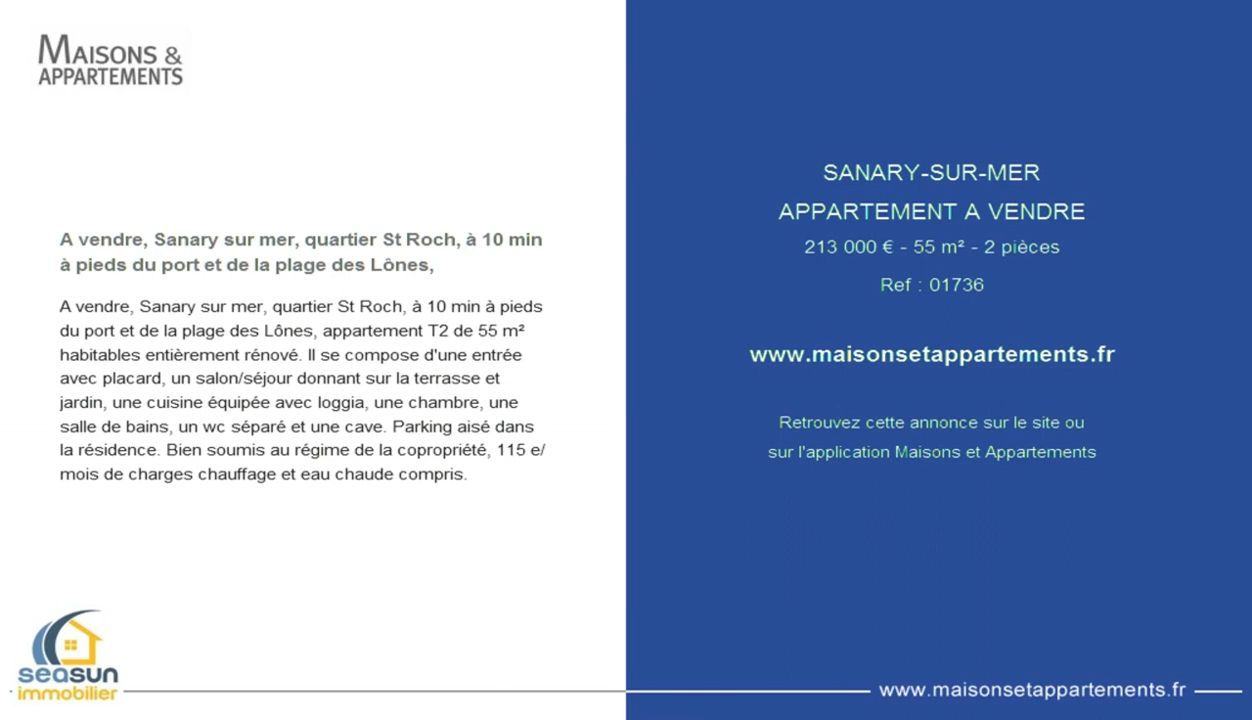 MAISONS &
APPARTEMENTS
A vendre, Sanary sur mer, quartier St Roch, à 10 min
à pieds du port et de la plage des Lônes,
A vendre, Sanary sur mer, quartier St Roch, à 10 min à pieds
du port et de la plage des Lônes, appartement T2 de 55 m²
habitables entièrement rénové. Il se compose d'une entrée
avec placard, un salon/séjour donnant sur la terrasse et
jardin, une cuisine équipée avec loggia, une chambre, une
salle de bains, un wc séparé et une cave. Parking aisé dans
la résidence. Bien soumis au régime de la copropriété, 115 e/
mois de charges chauffage et eau chaude compris.
seasun
immobilier
SANARY-SUR-MER
APPARTEMENT A VENDRE
213 000 € - 55 m² - 2 pièces
Ref : 01736
www.maisonsetappartements.fr
Retrouvez cette annonce sur le site ou
sur l'application Maisons et Appartements
www.maisonsetappartements.fr